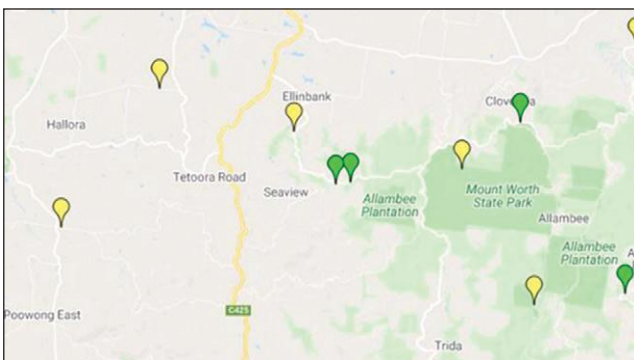 Ellinbank
Hallora
Tetoora Road
Seaview
Allambee
Plantation
Mount Worth
State Park
Allambee
Allambee
Plantation
C425
Poowong East
Trida